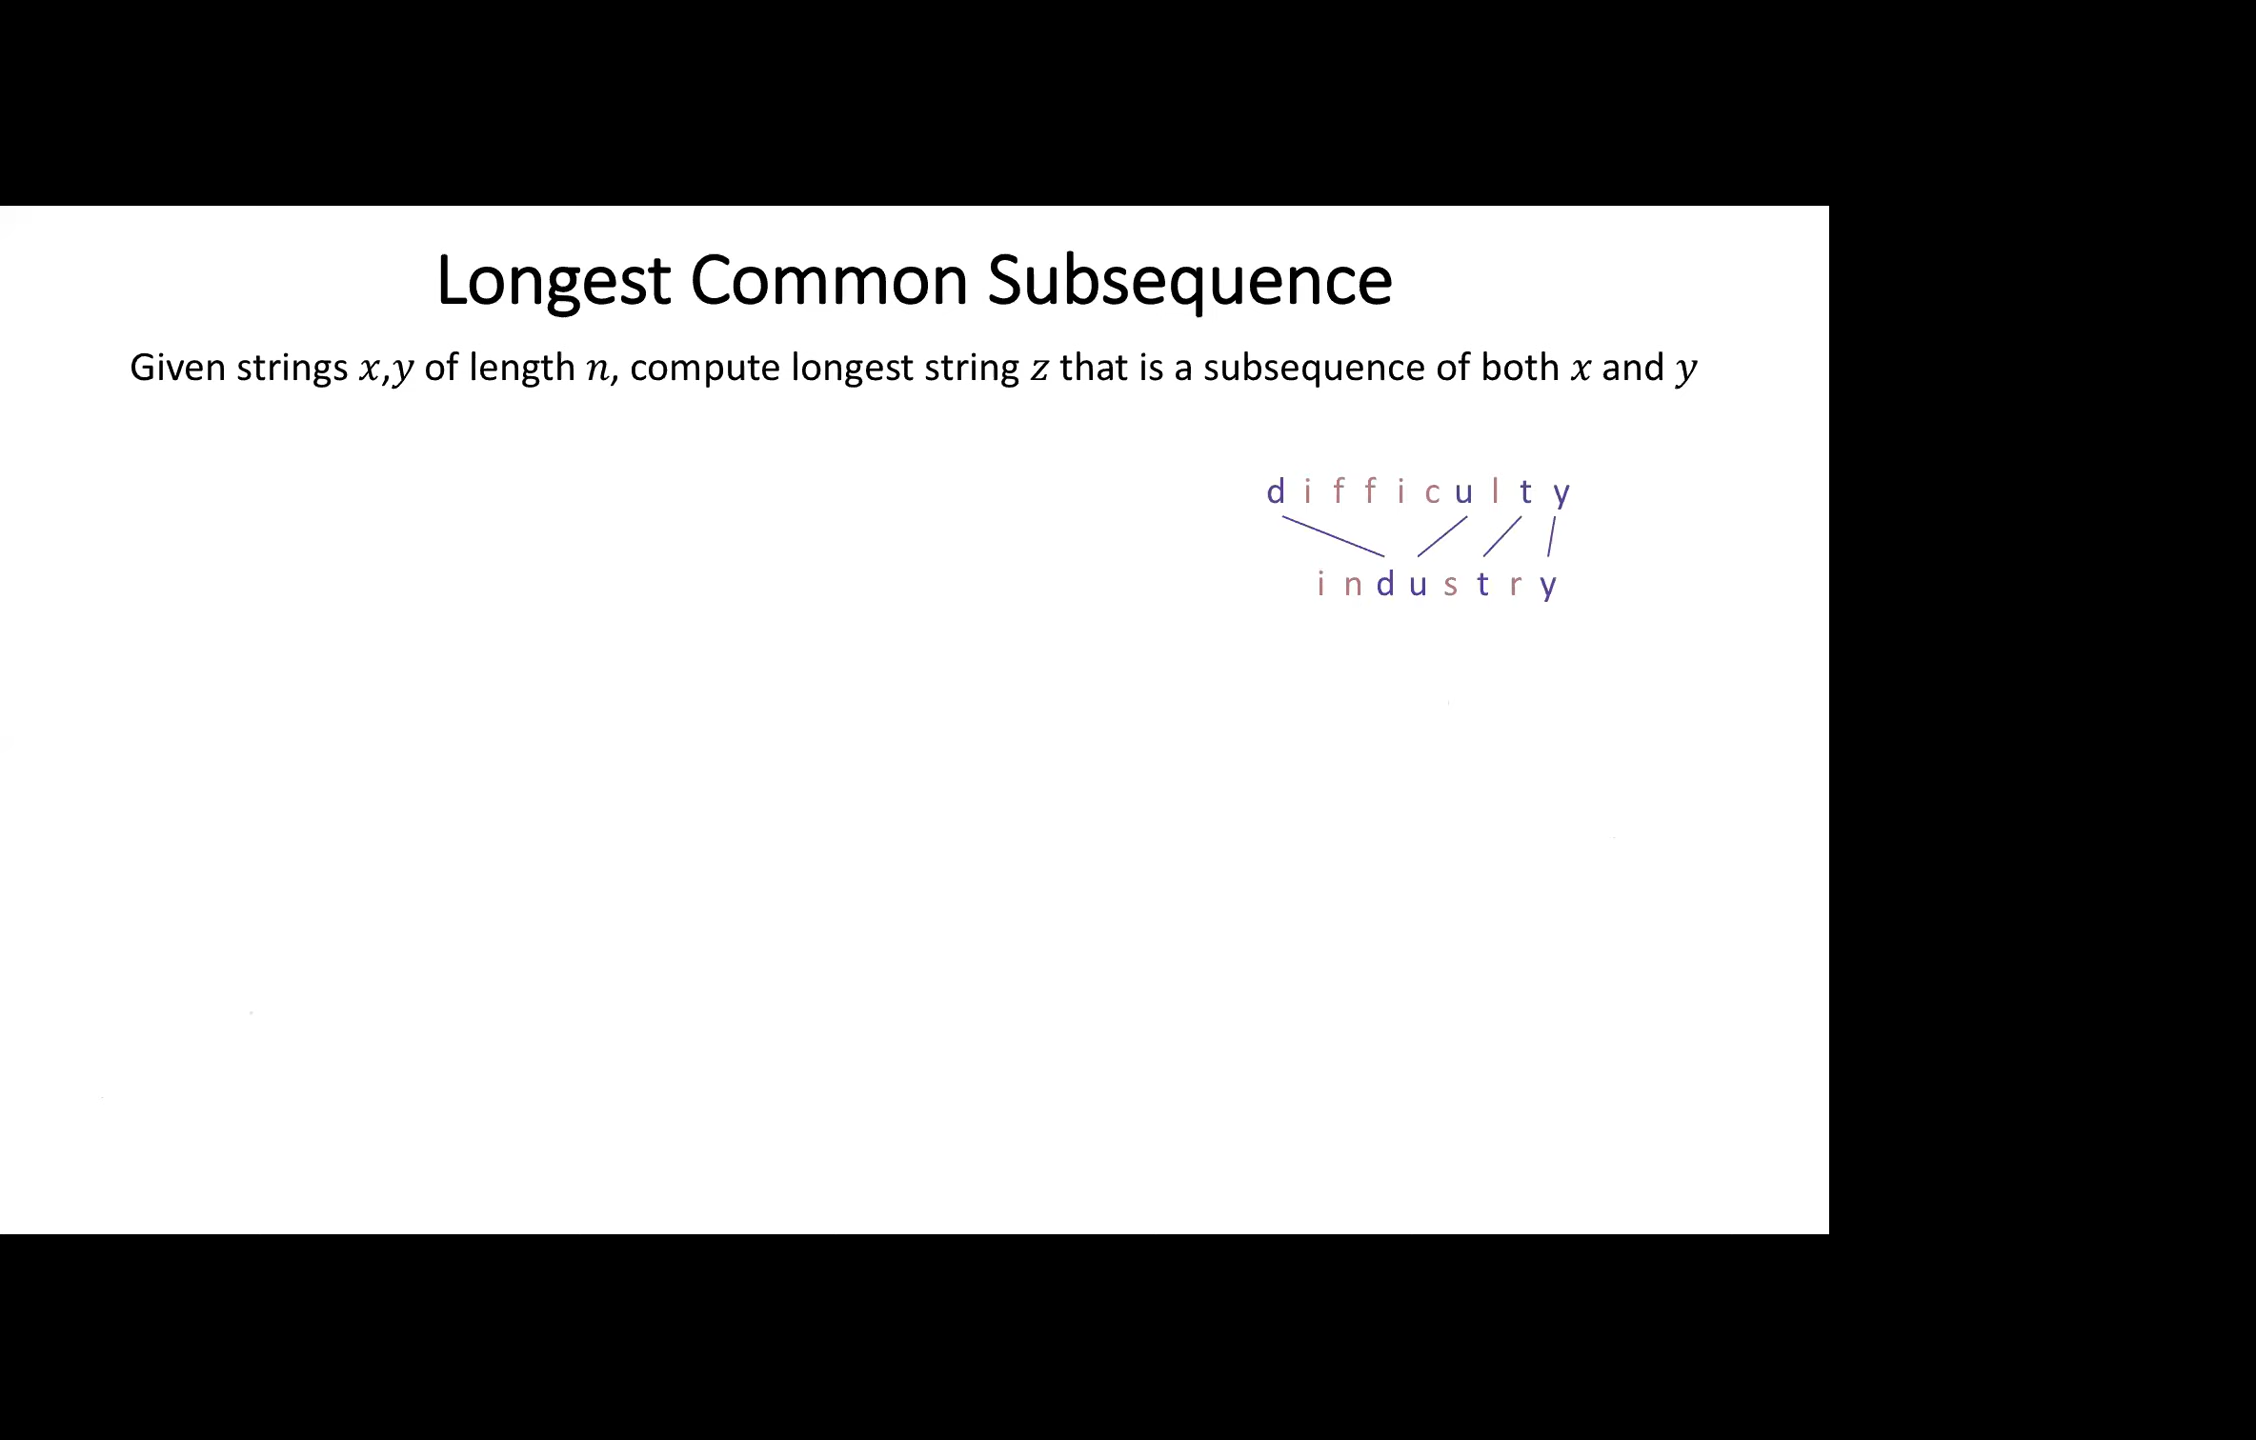 Longest Common Subsequence
Given strings x,y of length n, compute longest string z that is a subsequence of both x and y
d i f f i c u l t y
i n d u s t r y